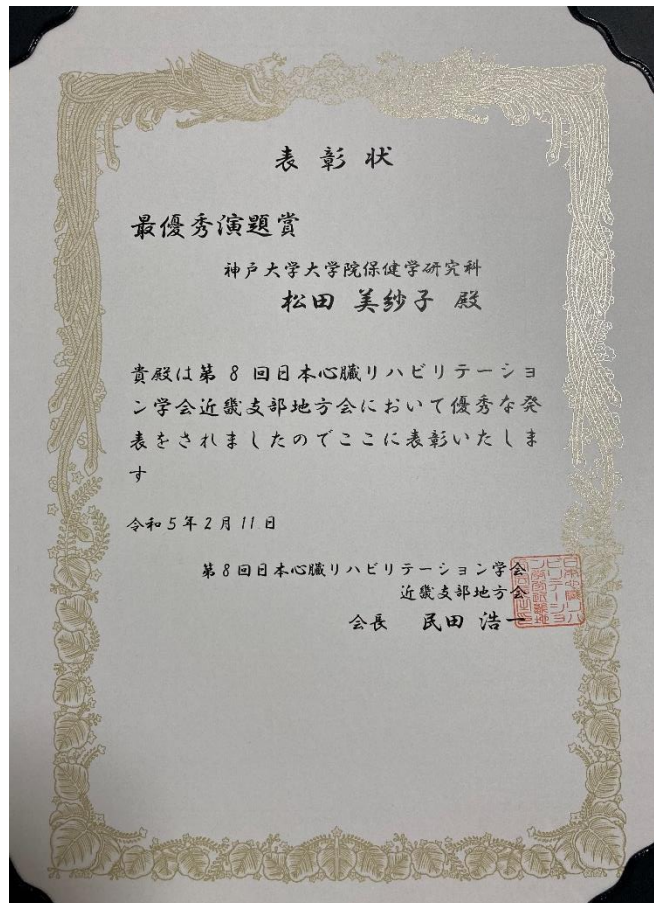 表彰状
最優秀演題賞
神戸大学大学院保健学研究科
松田 美紗子 殿
貴殿は第8回日本心臓リハビリテーショ
ン学会近畿支部地方会において優秀な発
表をされましたのでここに表彰いたしま
す
令和5年2月11日
第8回日本心臓リハビリテーション学会
近畿支部地方会
会長 民田 浩一